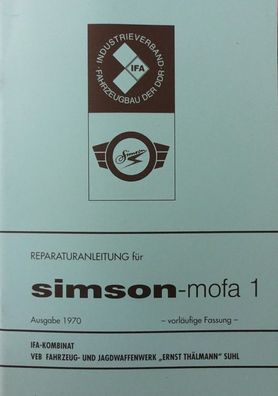 INDUSTRIEVERBAND
FAHRZEUGBAU DER DDR
IFA
Simson
REPARATURANLEITUNG für
simson-mofa 1
Ausgabe 1970 – vorläufige Fassung –
IFA-KOMBINAT
VEB FAHRZEUG- UND JAGDWAFFENWERK „ERNST THÄLMANN" SUHL